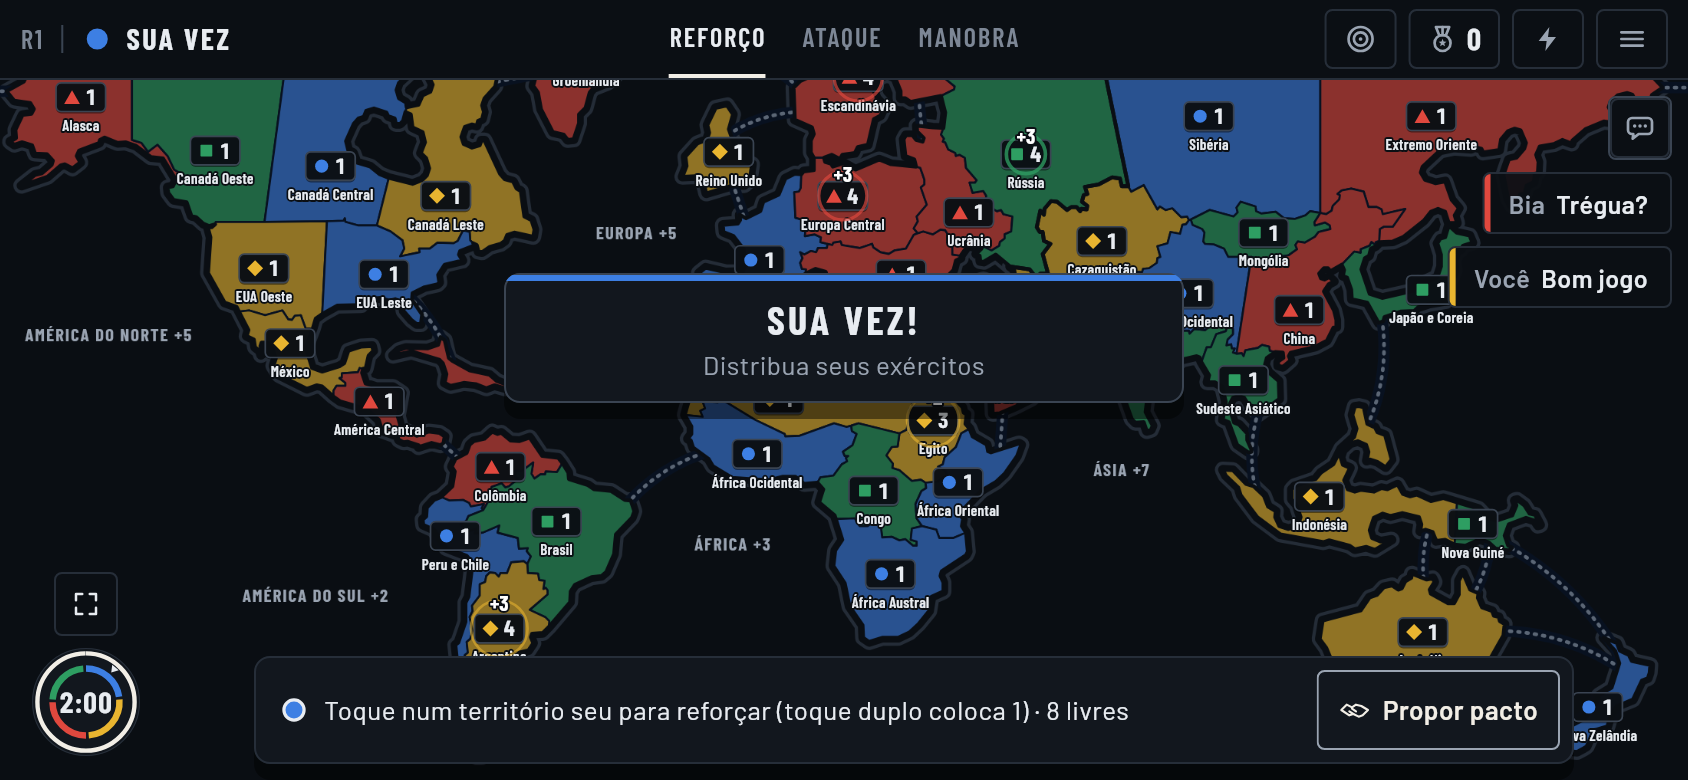 R1
SUA VEZ
REFORÇO
ATAQUE
MANOBRA
0
1
Alasca
1
Canadá Oeste
1
Canadá Central
1
Canadá Leste
Groenlândia
Escandinávia
1
Reino Unido
+3
4
Europa Central
1
Ucrânia
+3
4
Rússia
1
Sibéria
1
Extremo Oriente
Bia Trégua?
Você Bom jogo
EUROPA +5
1
EUA Oeste
1
EUA Leste
1
1
Cazaquistão
1
Mongólia
1
Ocidental
1
China
1
Japão e Coreia
AMÉRICA DO NORTE +5
1
México
1
América Central
SUA VEZ!
Distribua seus exércitos
1
Sudeste Asiático
1
Colômbia
1
África Ocidental
3
Egito
ÁSIA +7
1
Peru e Chile
1
Brasil
1
Congo
1
África Oriental
1
Indonésia
1
Nova Guiné
ÁFRICA +3
AMÉRICA DO SUL +2
+3
4
Argentina
1
África Austral
1
1
va Zelândia
2:00
Toque num território seu para reforçar (toque duplo coloca 1) · 8 livres
Propor pacto